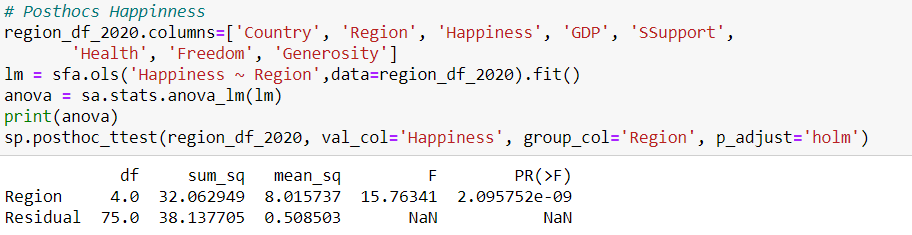 # Posthocs Happinness
region_df_2020.columns=['Country', 'Region', 'Happiness', 'GDP', 'SSupport',
'Health', 'Freedom', 'Generosity']
lm = sfa.ols('Happiness ~ Region',data=region_df_2020).fit()
anova = sa.stats.anova_lm(lm)
print(anova)
sp.posthoc_ttest(region_df_2020, val_col='Happiness', group_col='Region', p_adjust='holm')
df sum_sq mean_sq F PR(>F)
Region 4.0 32.062949 8.015737 15.76341 2.095752e-09
Residual 75.0 38.137705 0.508503 NaN NaN